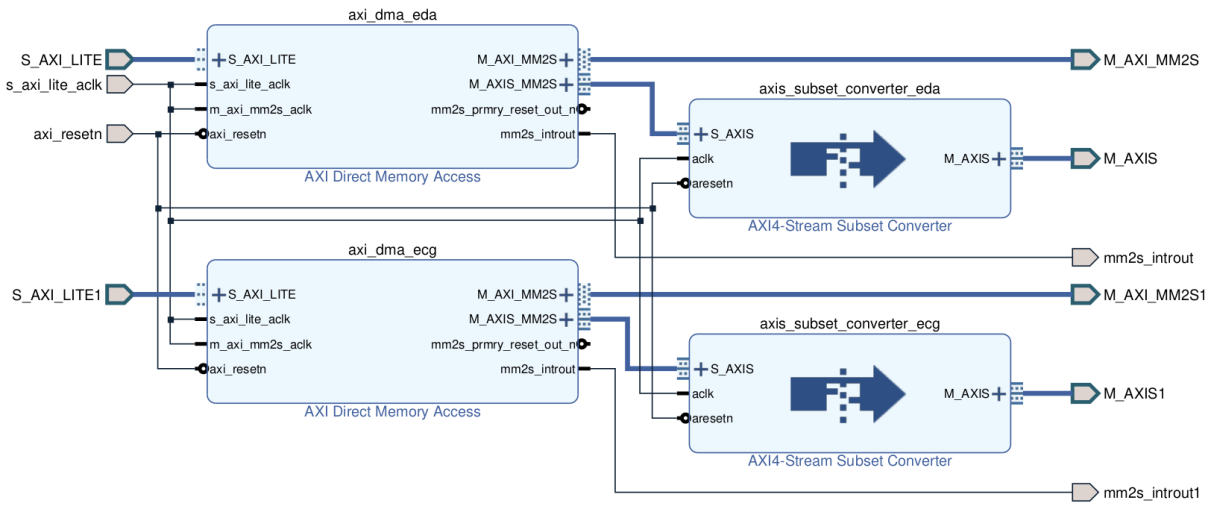 axi_dma_eda
S_AXI_LITE
s_axi_lite_aclk
axi_resetn
S_AXI_LITE
s_axi_lite_aclk
m_axi_mm2s_aclk
axi_resetn
M_AXI_MM2S
M_AXIS_MM2S
mm2s_prmry_reset_out_n
mm2s_introut
AXI Direct Memory Access
axis_subset_converter_eda
S_AXIS
aclk
aresetn
M_AXIS
AXI4-Stream Subset Converter
M_AXI_MM2S
M_AXIS
mm2s_introut
axi_dma_ecg
S_AXI_LITE1
S_AXI_LITE
s_axi_lite_aclk
m_axi_mm2s_aclk
axi_resetn
M_AXI_MM2S
M_AXIS_MM2S
mm2s_prmry_reset_out_n
mm2s_introut
AXI Direct Memory Access
axis_subset_converter_ecg
S_AXIS
aclk
aresetn
M_AXIS
AXI4-Stream Subset Converter
M_AXI_MM2S1
M_AXIS1
mm2s_introut1